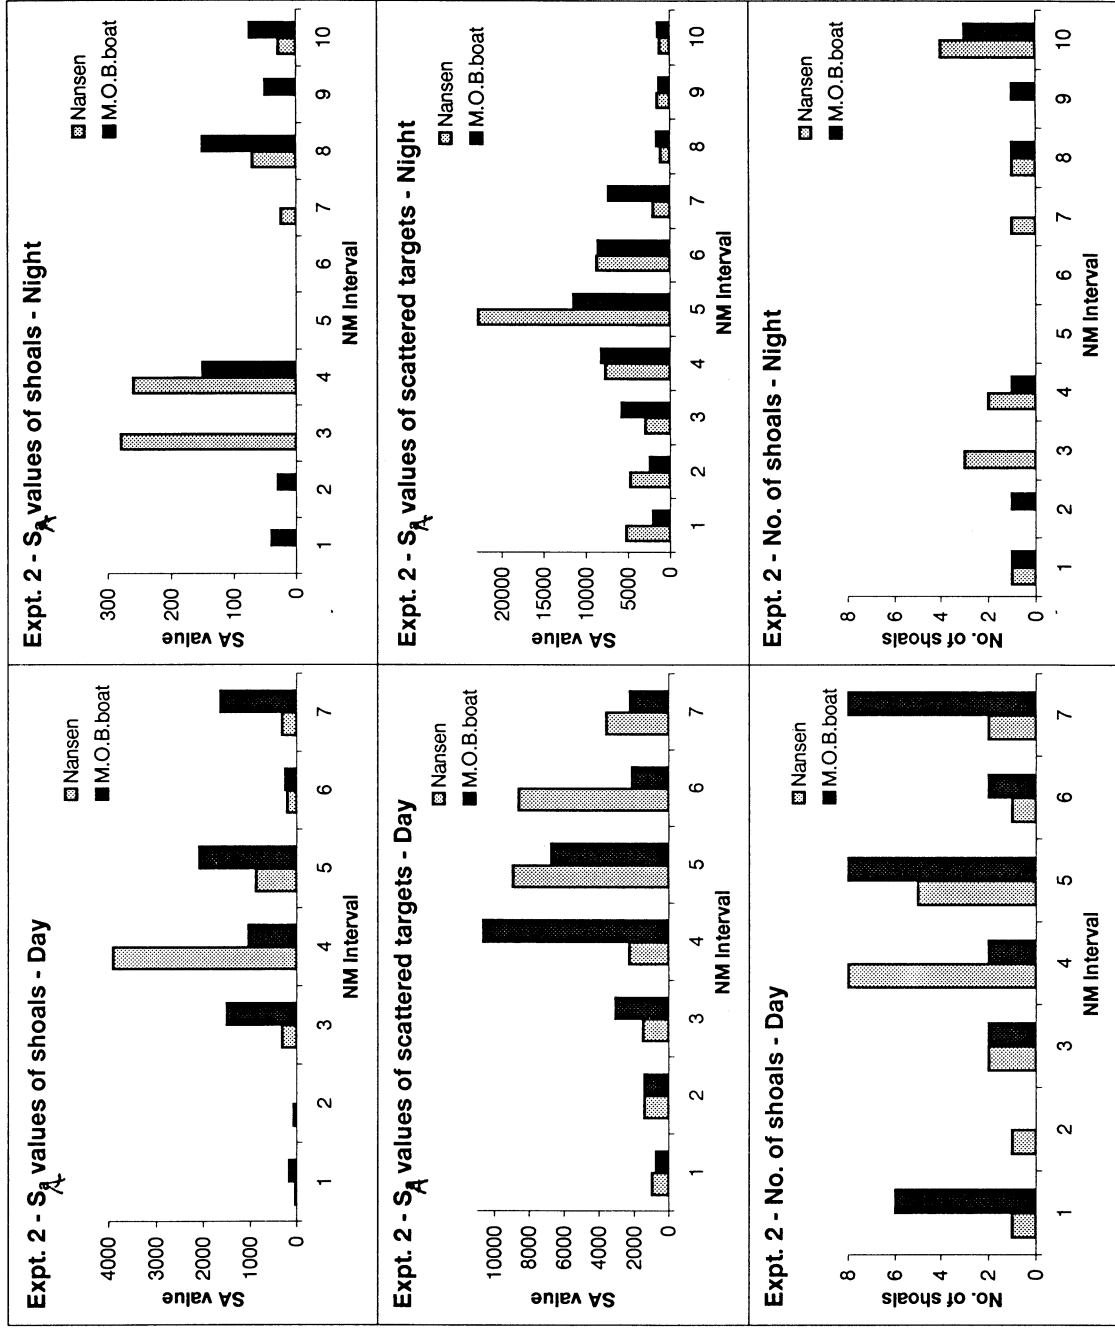 Expt. 2 - SA values of shoals - Day
SA value
4000
3000
2000
1000
0
Nansen
M.O.B.boat
1 2 3 4 5 6 7
NM Interval
Expt. 2 - SA values of shoals - Night
SA value
300
200
100
0
Nansen
M.O.B.boat
1 2 3 4 5 6 7 8 9 10
NM Interval
Expt. 2 - SA values of scattered targets - Day
SA value
10000
8000
6000
4000
2000
0
Nansen
M.O.B.boat
1 2 3 4 5 6 7
NM Interval
Expt. 2 - SA values of scattered targets - Night
SA value
20000
15000
10000
5000
0
Nansen
M.O.B.boat
1 2 3 4 5 6 7 8 9 10
NM Interval
Expt. 2 - No. of shoals - Day
No. of shoals
8
6
4
2
0
Nansen
M.O.B.boat
1 2 3 4 5 6 7
NM Interval
Expt. 2 - No. of shoals - Night
No. of shoals
8
6
4
2
0
Nansen
M.O.B.boat
1 2 3 4 5 6 7 8 9 10
NM Interval